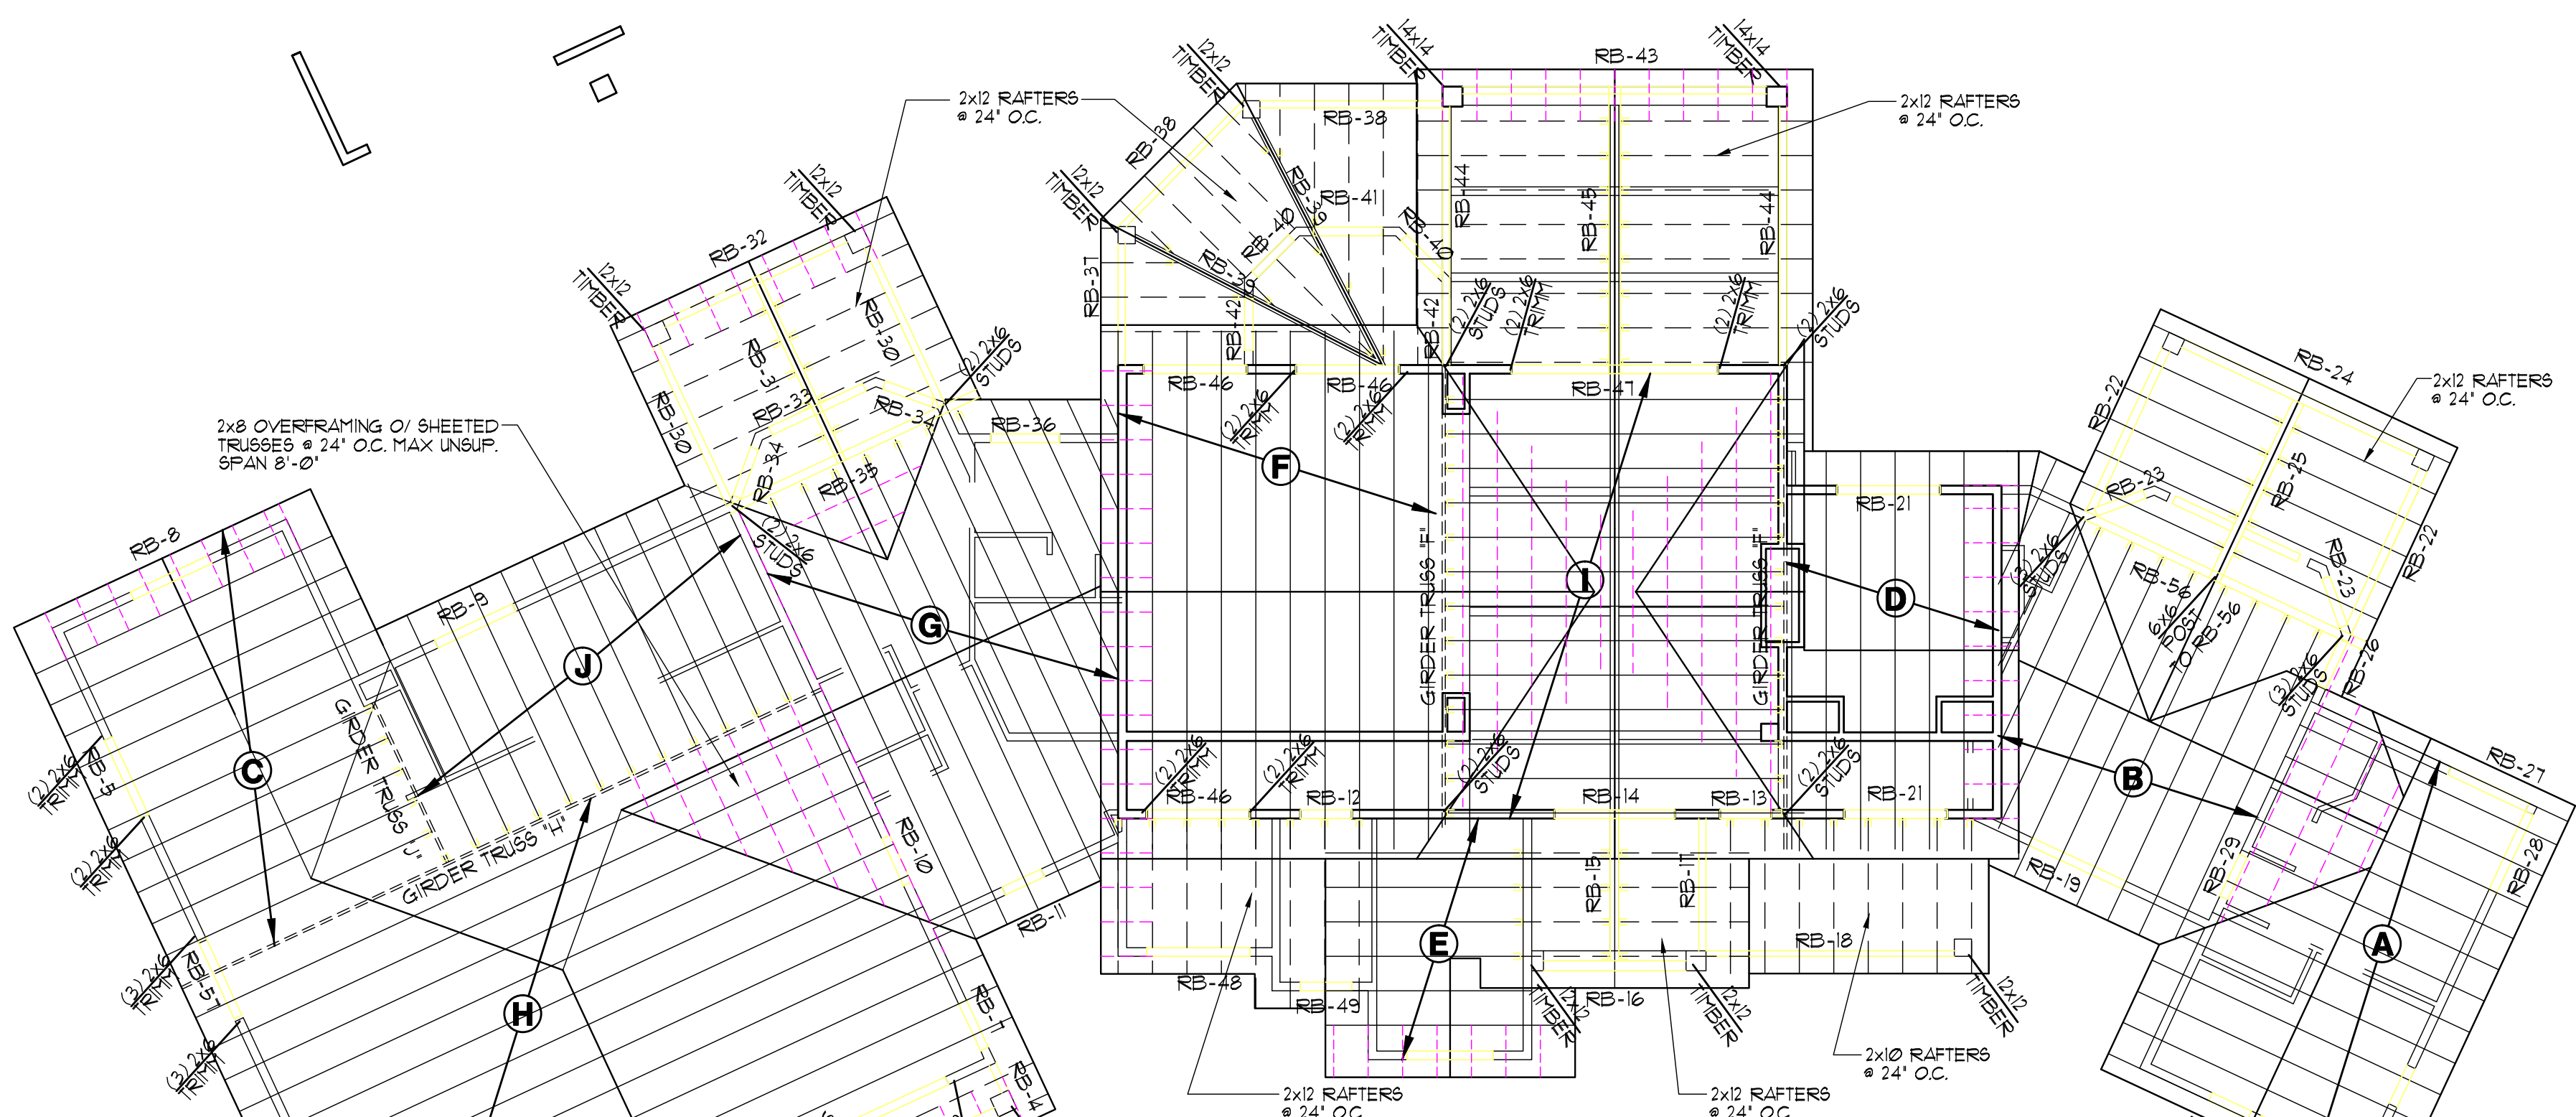 14x14
TIMBER
14x14
TIMBER
RB-43
12x12
TIMBER
2x12 RAFTERS
@ 24" O.C.
2x12 RAFTERS
@ 24" O.C.
RB-38
RB-38
12x12
TIMBER
12x12
TIMBER
RB-39
RB-41
RB-44
RB-45
RB-44
RB-40
RB-40
RB-39
RB-32
12x12
TIMBER
RB-37
RB-42
RB-42
(2) 2x6
STUDS
(2) 2x6
TRIMM
(2) 2x6
TRIMM
(2) 2x6
STUDS
RB-30
RB-31
(2) 2x6
STUDS
RB-46
RB-46
RB-47
RB-24
RB-22
2x12 RAFTERS
@ 24" O.C.
RB-33
RB-34
RB-30
RB-36
(2) 2x6
TRIMM
(2) 2x6
TRIMM
2x8 OVERFRAMING O/ SHEETED
TRUSSES @ 24" O.C. MAX UNSUP.
SPAN 8'-0"
RB-34
RB-35
F
RB-21
RB-23
RB-25
(2) 2x6
STUDS
RB-8
GIRDER TRUSS "F"
GIRDER TRUSS "F"
I
D
(3) 2x6
STUDS
RB-56
RB-23
RB-22
RB-9
G
6x6
POST
TO RB-56
J
RB-26
(3) 2x6
STUDS
GIRDER TRUSS "J"
C
B
RB-5
(2) 2x6
TRIMM
(2) 2x6
TRIMM
(2) 2x6
TRIMM
(2) 2x6
STUDS
(2) 2x6
STUDS
RB-27
RB-46
RB-12
RB-14
RB-13
RB-21
GIRDER TRUSS "H"
RB-10
(2) 2x6
TRIMM
RB-15
RB-17
RB-19
RB-29
RB-28
RB-11
E
RB-18
A
(3) 2x6
TRIMM
RB-57
RB-48
RB-49
RB-16
12x12
TIMBER
12x12
TIMBER
12x12
TIMBER
H
RB-7
(3) 2x6
TRIMM
RB-4
2x10 RAFTERS
@ 24" O.C.
2x12 RAFTERS
@ 24" O.C.
2x12 RAFTERS
@ 24" O.C.